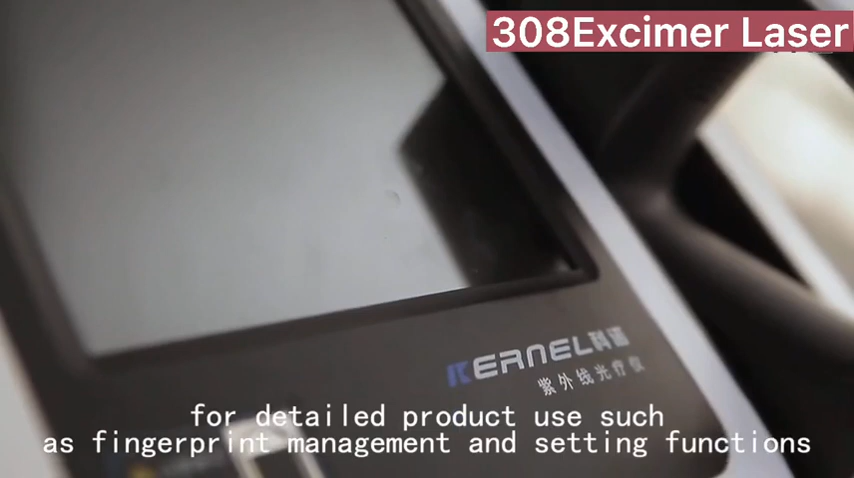 308Excimer Laser
KERNEL科诺
紫外线光疗仪
for detailed product use such
as fingerprint management and setting functions